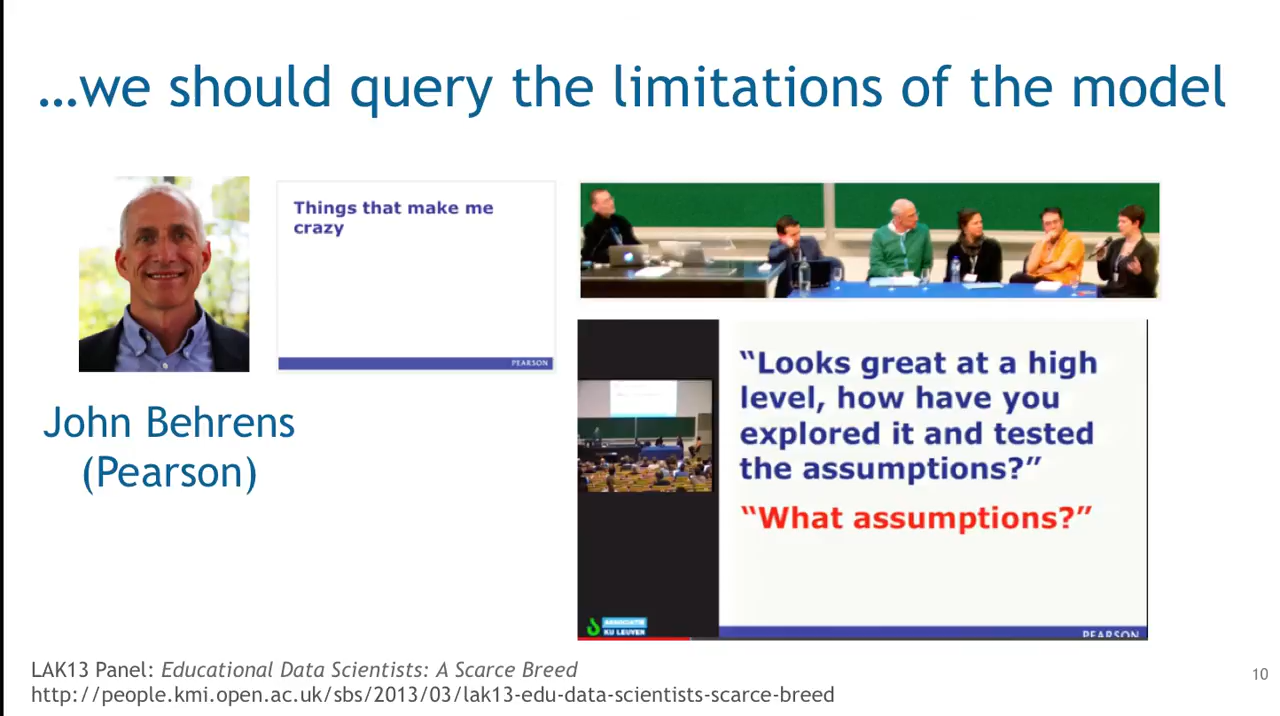 …we should query the limitations of the model
Things that make me
crazy
PEARSON
John Behrens
(Pearson)
“Looks great at a high
level, how have you
explored it and tested
the assumptions?”
“What assumptions?”
ASSOCIATIE
KU LEUVEN
PEARSON
LAK13 Panel: Educational Data Scientists: A Scarce Breed
http://people.kmi.open.ac.uk/sbs/2013/03/lak13-edu-data-scientists-scarce-breed
10